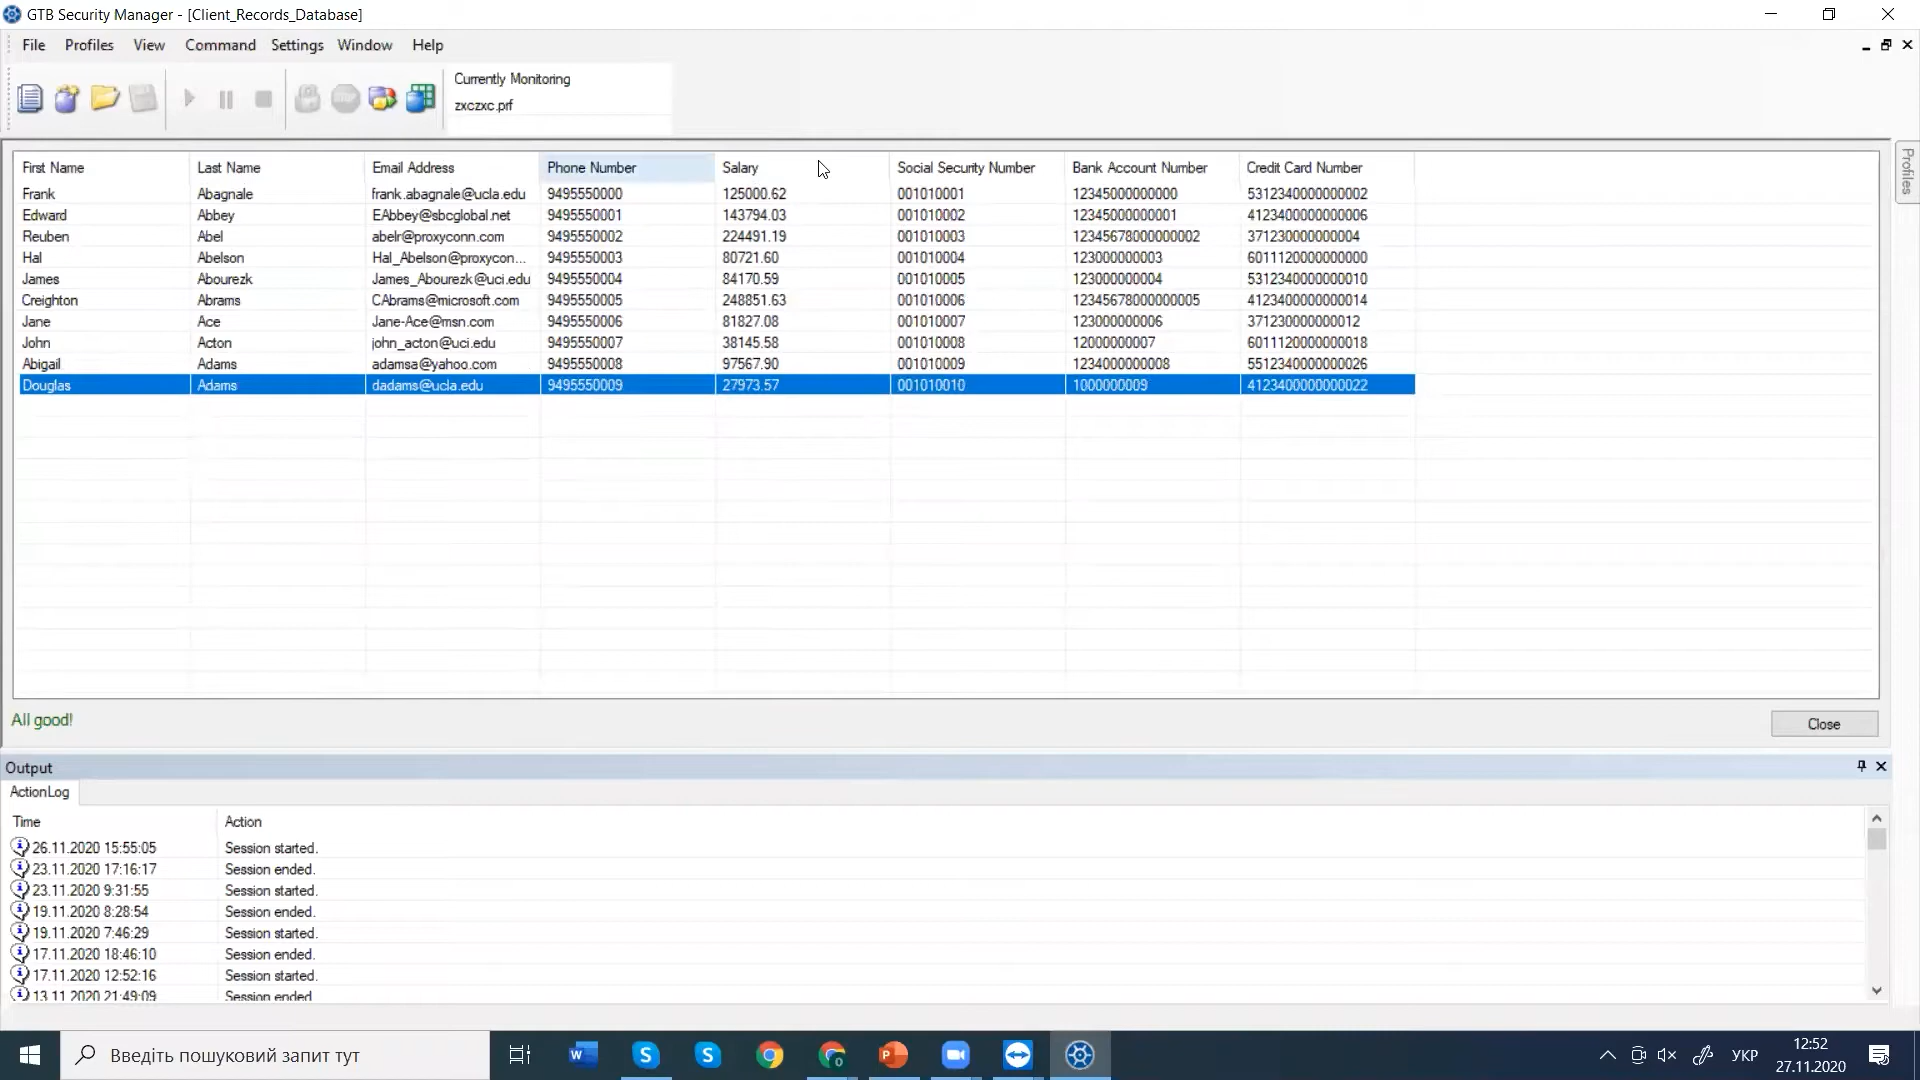 GTB Security Manager - [Client_Records_Database]
File Profiles View Command Settings Window Help
Currently Monitoring
zxczxc.prf
Profiles
First Name Last Name Email Address Phone Number Salary Social Security Number Bank Account Number Credit Card Number
Frank Abagnale frank.abagnale@ucla.edu 9495550000 125000.62 001010001 12345000000000 5312340000000002
Edward Abbey EAbbey@sbcglobal.net 9495550001 143794.03 001010002 12345000000001 4123400000000006
Reuben Abel abelr@proxyconn.com 9495550002 224491.19 001010003 12345678000000002 371230000000004
Hal Abelson Hal_Abelson@proxycon... 9495550003 80721.60 001010004 123000000003 6011120000000000
James Abourezk James_Abourezk@uci.edu 9495550004 84170.59 001010005 123000000004 5312340000000010
Creighton Abrams CAbrams@microsoft.com 9495550005 248851.63 001010006 12345678000000005 4123400000000014
Jane Ace Jane-Ace@msn.com 9495550006 81827.08 001010007 123000000006 371230000000012
John Acton john_acton@uci.edu 9495550007 38145.58 001010008 12000000007 6011120000000018
Abigail Adams adamsa@yahoo.com 9495550008 97567.90 001010009 1234000000008 5512340000000026
Douglas Adams dadams@ucla.edu 9495550009 27973.57 001010010 1000000009 4123400000000022
All good!
Close
Output
ActionLog
Time Action
26.11.2020 15:55:05 Session started.
23.11.2020 17:16:17 Session ended.
23.11.2020 9:31:55 Session started.
19.11.2020 8:28:54 Session ended.
19.11.2020 7:46:29 Session started.
17.11.2020 18:46:10 Session ended.
17.11.2020 12:52:16 Session started.
13.11.2020 21:49:09 Session ended
Введіть пошуковий запит тут
УКР
12:52
27.11.2020